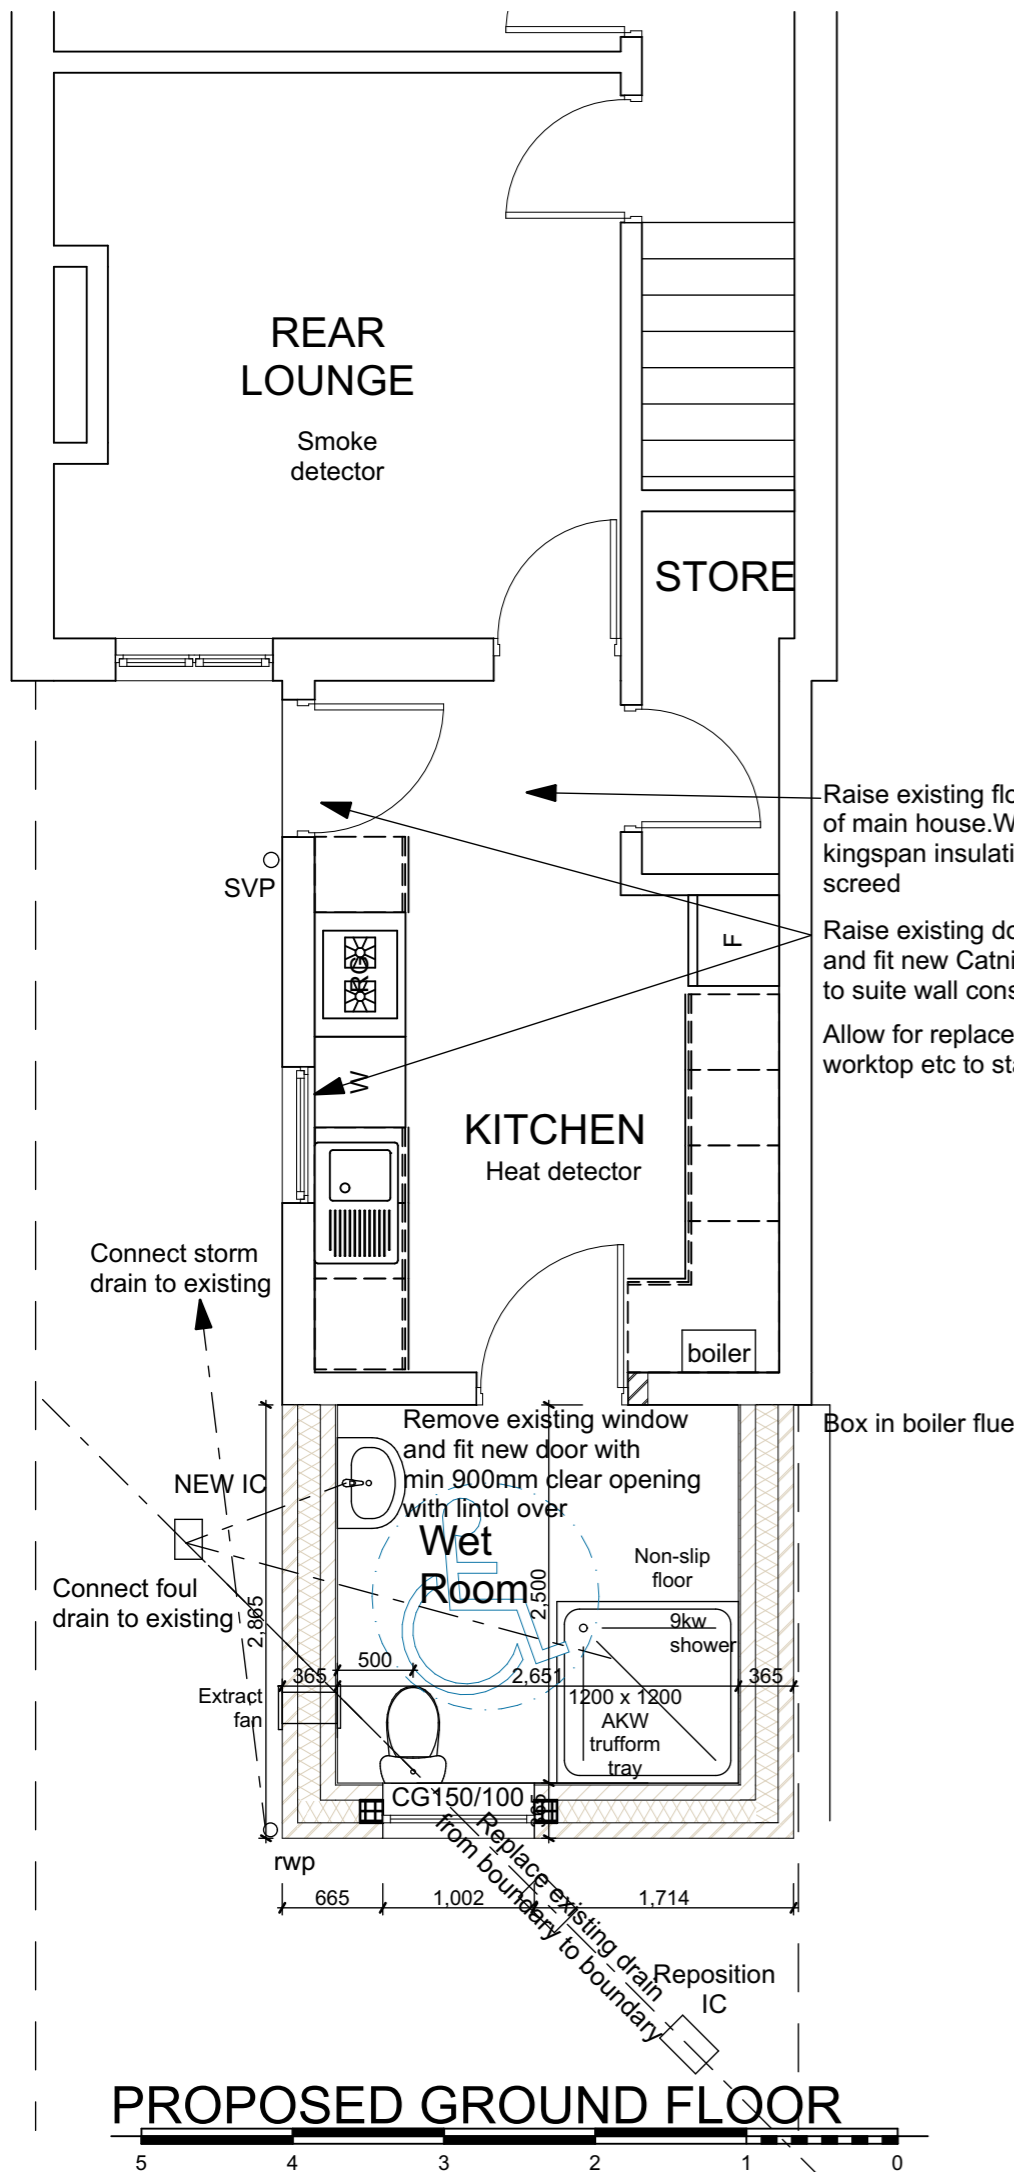 REAR
LOUNGE
Smoke
detector
STORE
Raise existing flo
of main house.W
kingspan insulati
screed
SVP
F
Raise existing do
and fit new Catni
to suite wall cons
Allow for replace
worktop etc to sta
W
KITCHEN
Heat detector
Connect storm
drain to existing
boiler
Remove existing window
and fit new door with
min 900mm clear opening
with lintol over
Box in boiler flue
NEW IC
Wet
Room
Non-slip
floor
Connect foul
drain to existing
2,865
2,500
9kw
shower
500
365
2,651
365
Extract
fan
1200 x 1200
AKW
trufform
tray
CG150/100
365
rwp
Replace existing drain
from boundary to boundary
665
1,002
1,714
Reposition
IC
PROPOSED GROUND FLOOR
5 4 3 2 1 0